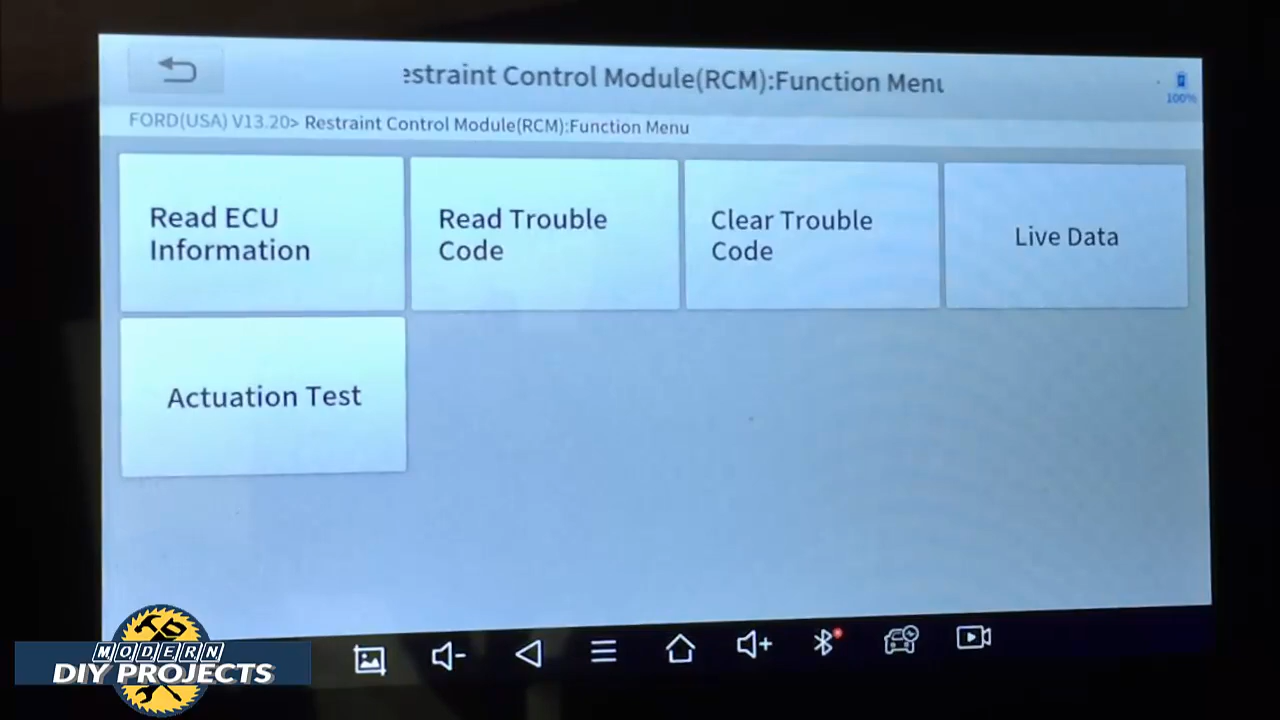 estraint Control Module(RCM):Function Menu
100%
FORD(USA) V13.20> Restraint Control Module(RCM):Function Menu
Read ECU
Information
Read Trouble
Code
Clear Trouble
Code
Live Data
Actuation Test
MODERN
DIY PROJECTS